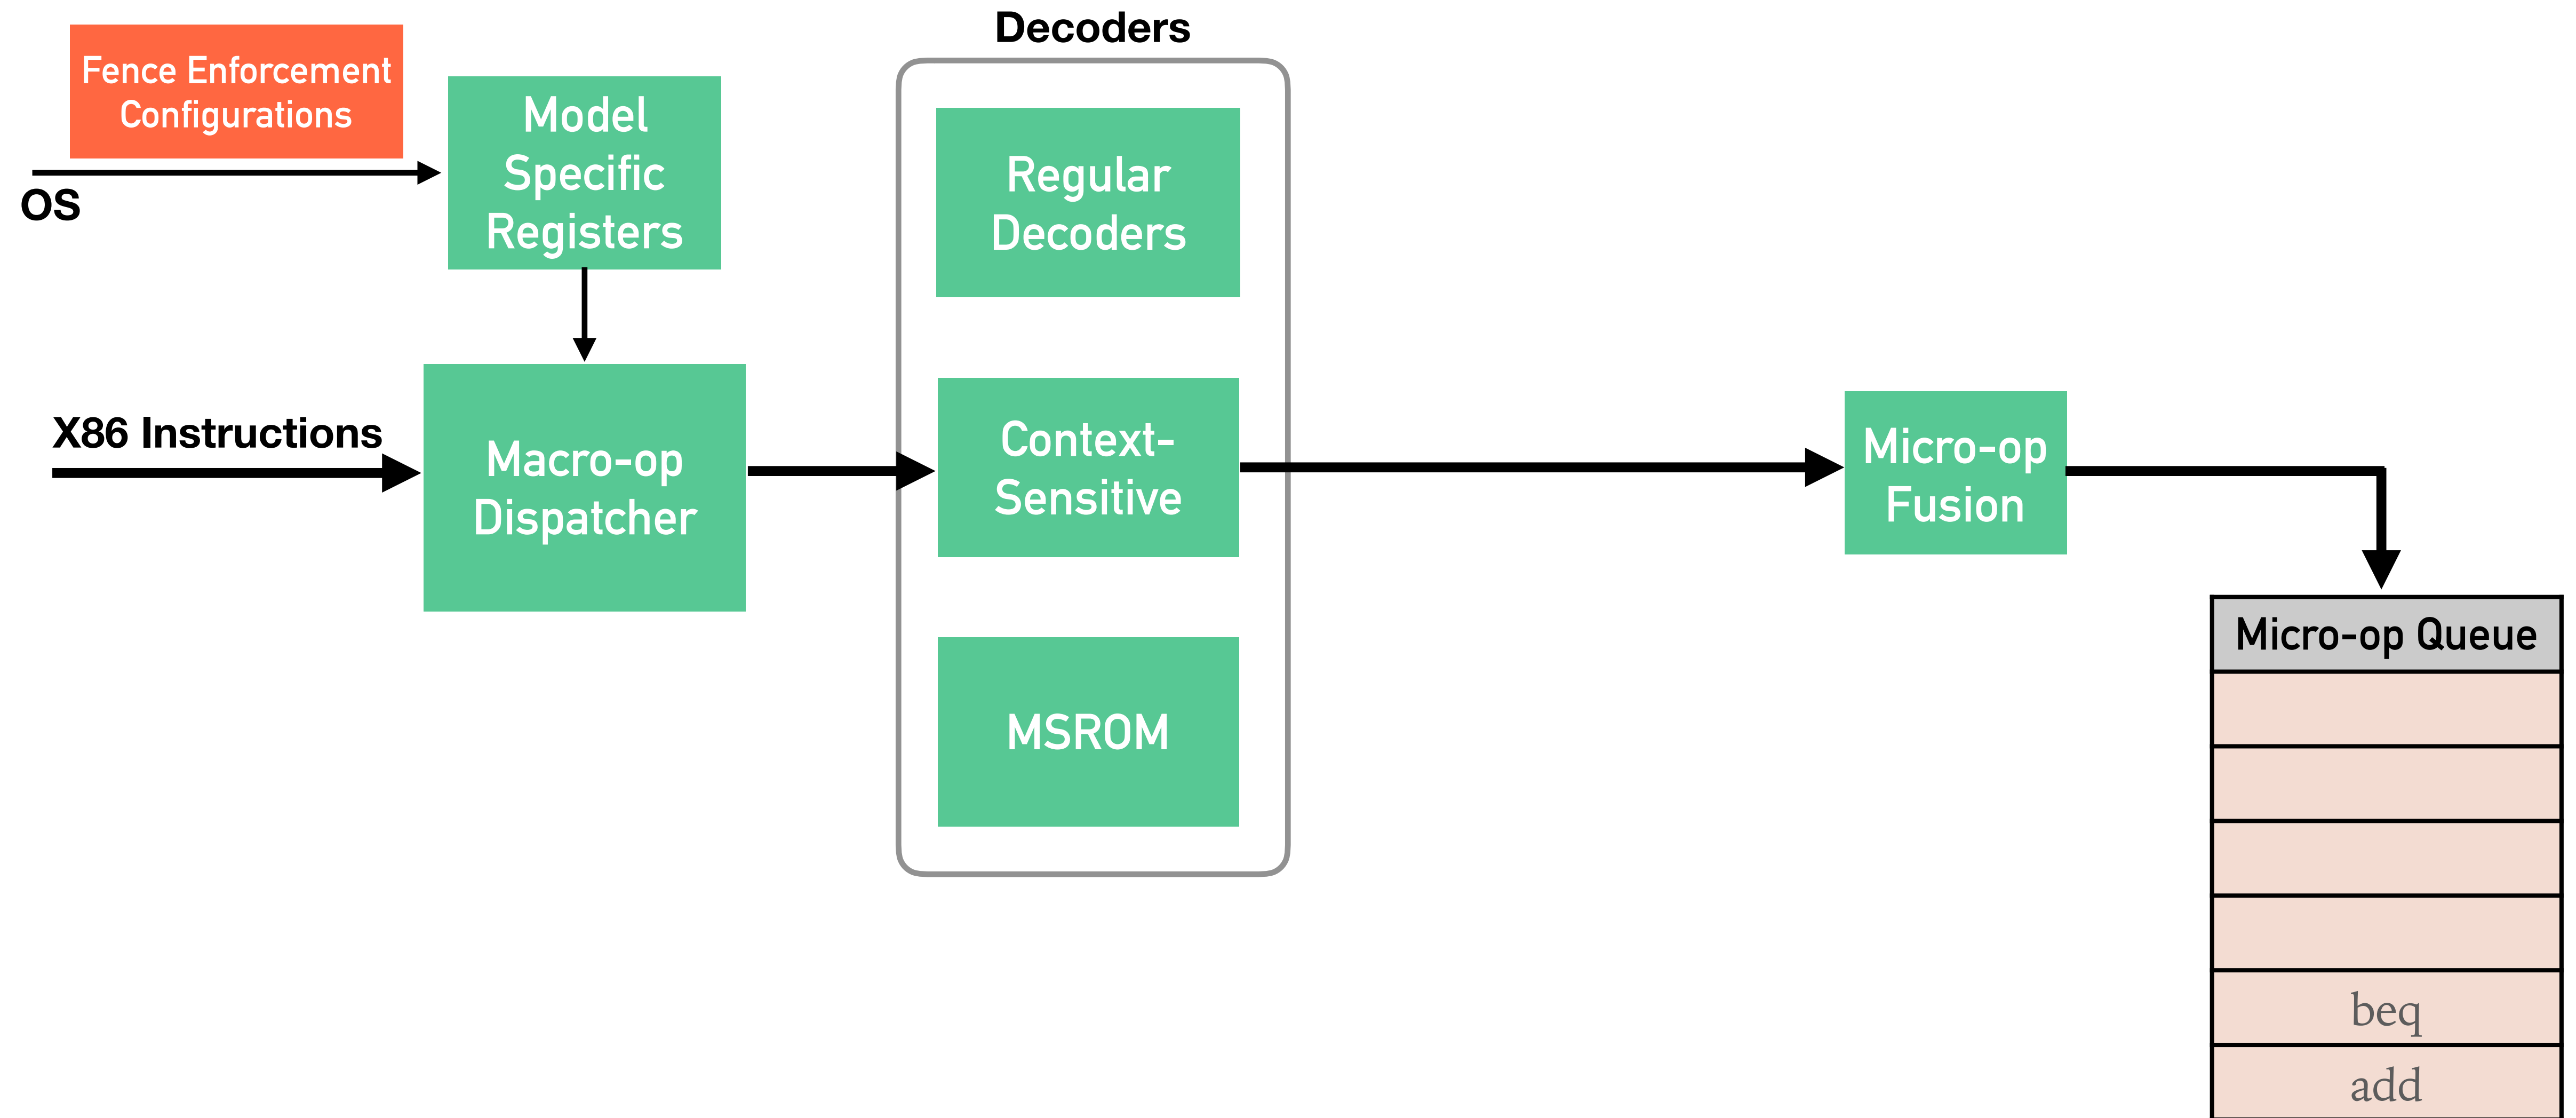 Decoders
Fence Enforcement
Configurations
OS
Model
Specific
Registers
X86 Instructions
Macro-op
Dispatcher
Regular
Decoders
Context-
Sensitive
MSROM
Micro-op
Fusion
Micro-op Queue
beq
add